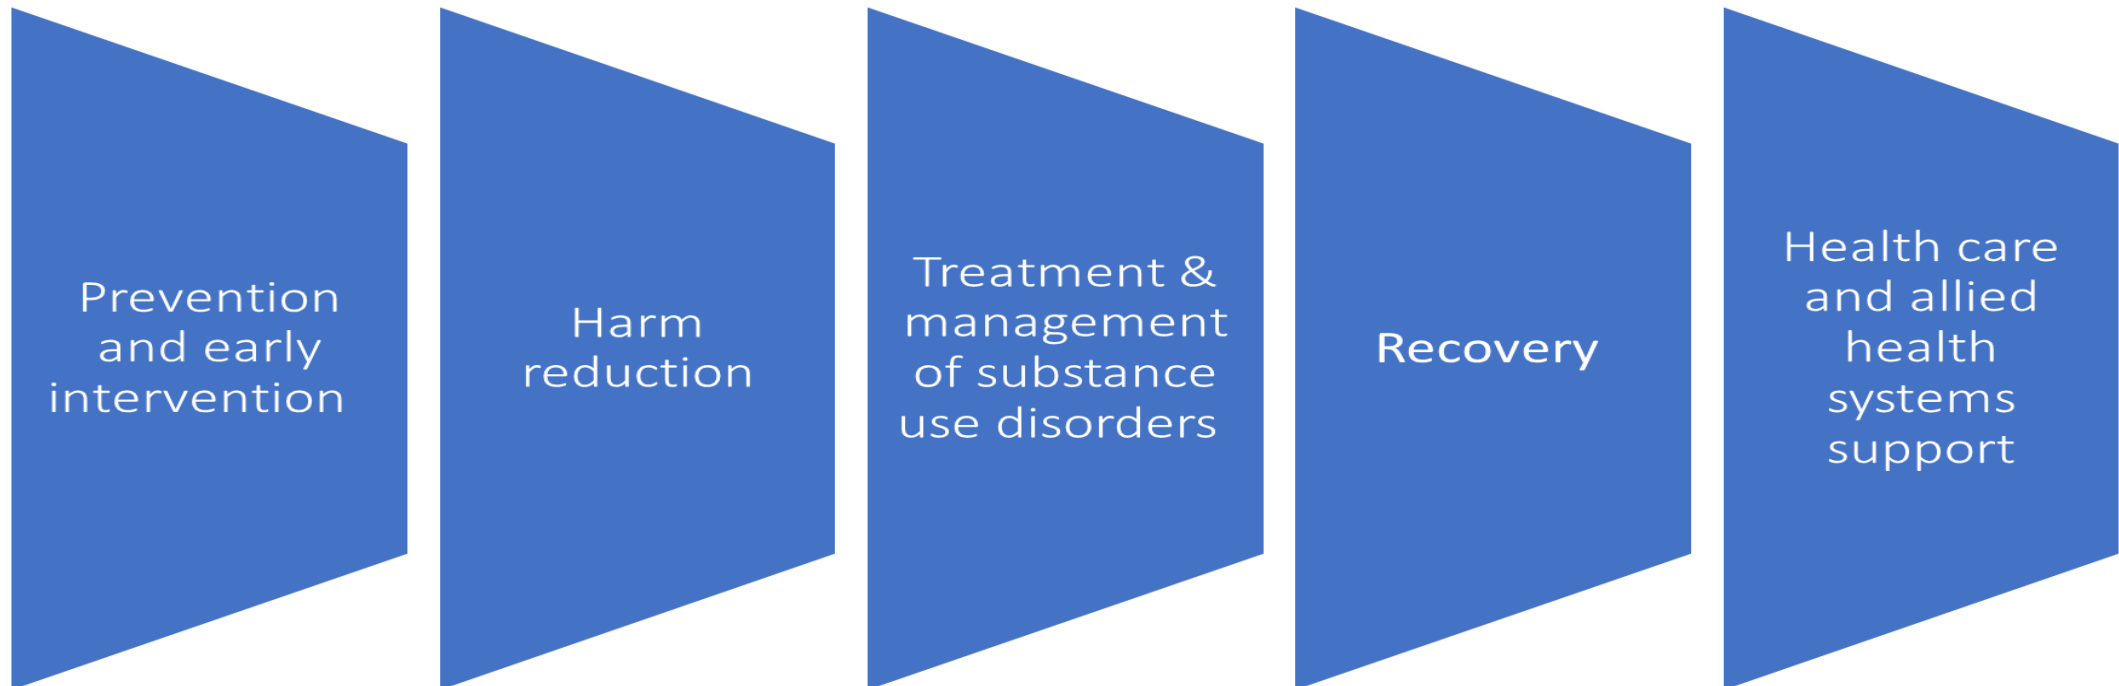 Prevention
and early
intervention
Harm
reduction
Treatment &
management
of substance
use disorders
Recovery
Health care
and allied
health
systems
support